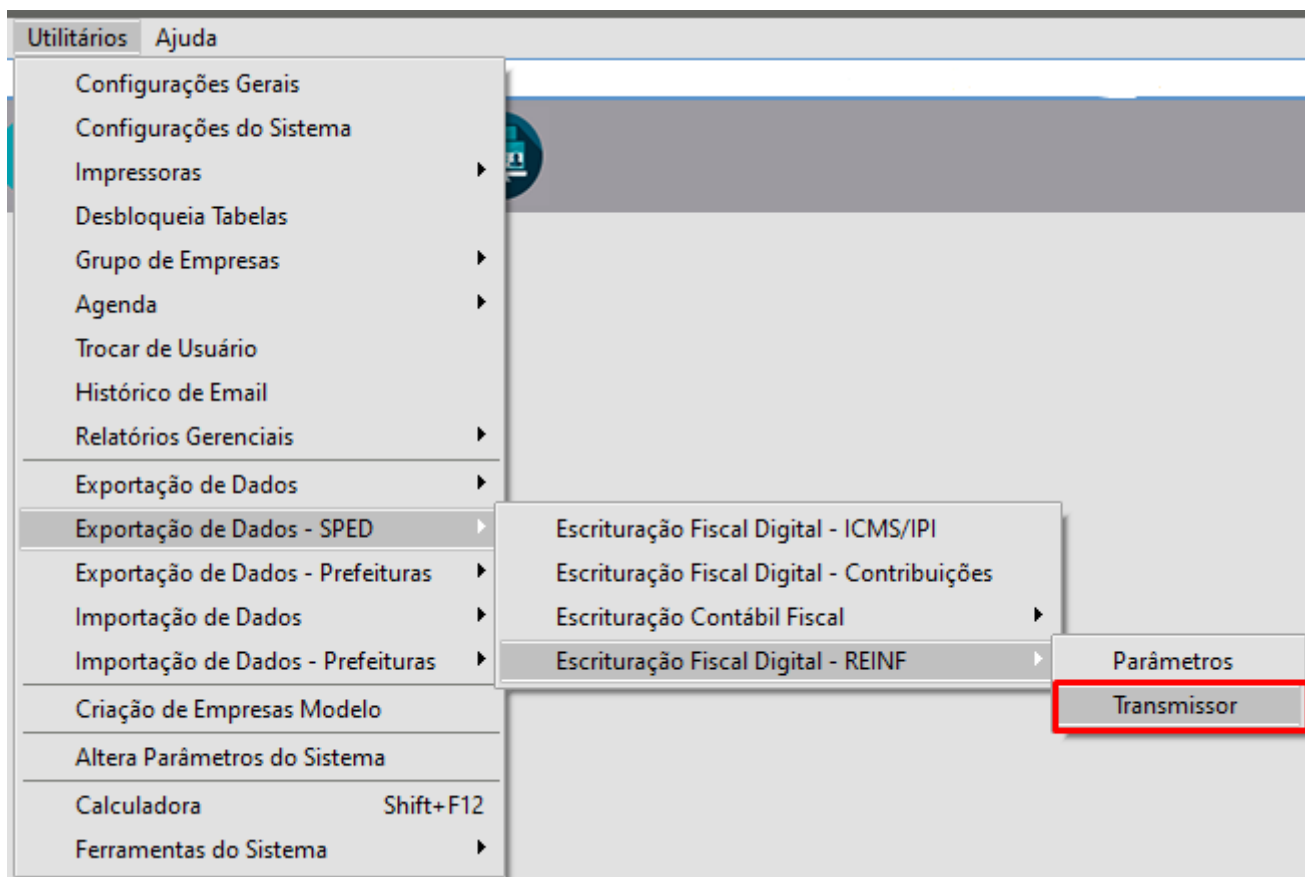 Utilitários Ajuda
Configurações Gerais
Configurações do Sistema
Impressoras
Desbloqueia Tabelas
Grupo de Empresas
Agenda
Trocar de Usuário
Histórico de Email
Relatórios Gerenciais
Exportação de Dados
Exportação de Dados - SPED
Exportação de Dados - Prefeituras
Importação de Dados
Importação de Dados - Prefeituras
Criação de Empresas Modelo
Altera Parâmetros do Sistema
Calculadora Shift+F12
Ferramentas do Sistema
Escrituração Fiscal Digital - ICMS/IPI
Escrituração Fiscal Digital - Contribuições
Escrituração Contábil Fiscal
Escrituração Fiscal Digital - REINF
Parâmetros
Transmissor